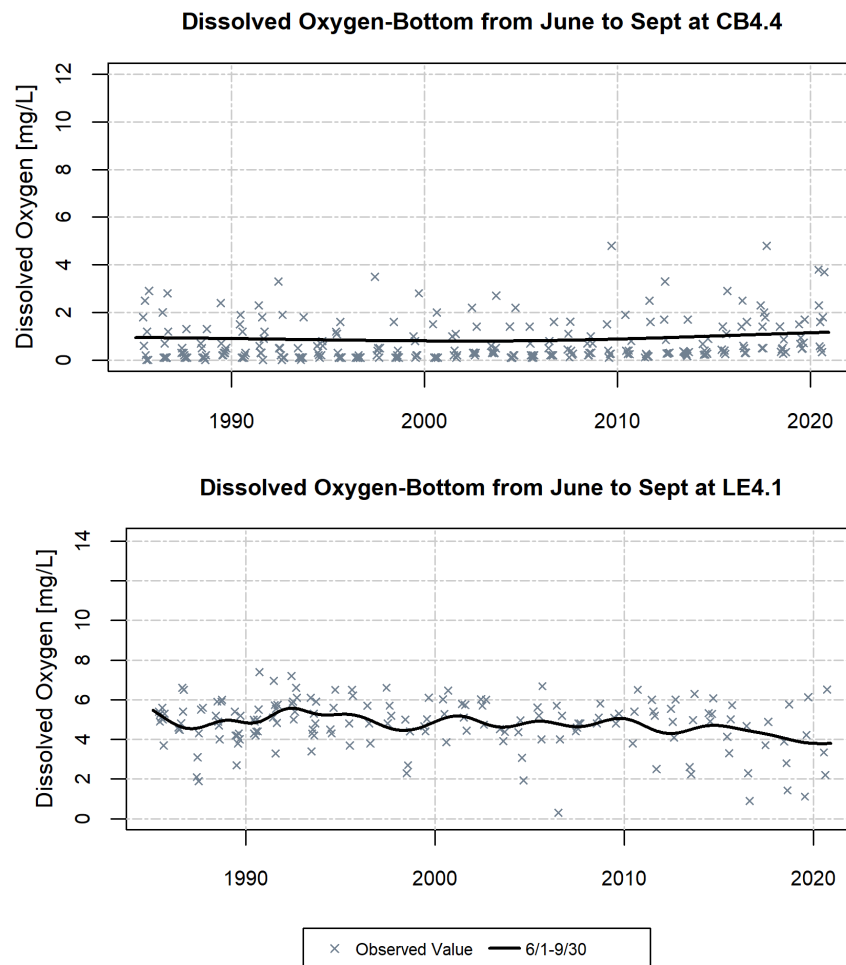 Dissolved Oxygen-Bottom from June to Sept at CB4.4
Dissolved Oxygen [mg/L]
12
10
8
6
4
2
0
1990 2000 2010 2020
Dissolved Oxygen-Bottom from June to Sept at LE4.1
Dissolved Oxygen [mg/L]
14
10
8
6
4
2
0
1990 2000 2010 2020
Observed Value 6/1-9/30